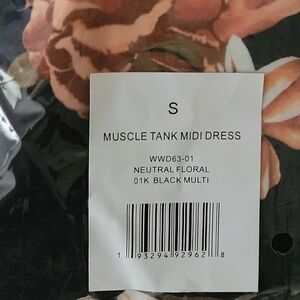 S
MUSCLE TANK MIDI DRESS
WWD63-01
NEUTRAL FLORAL
01K BLACK MULTI
1 93294 92962 8